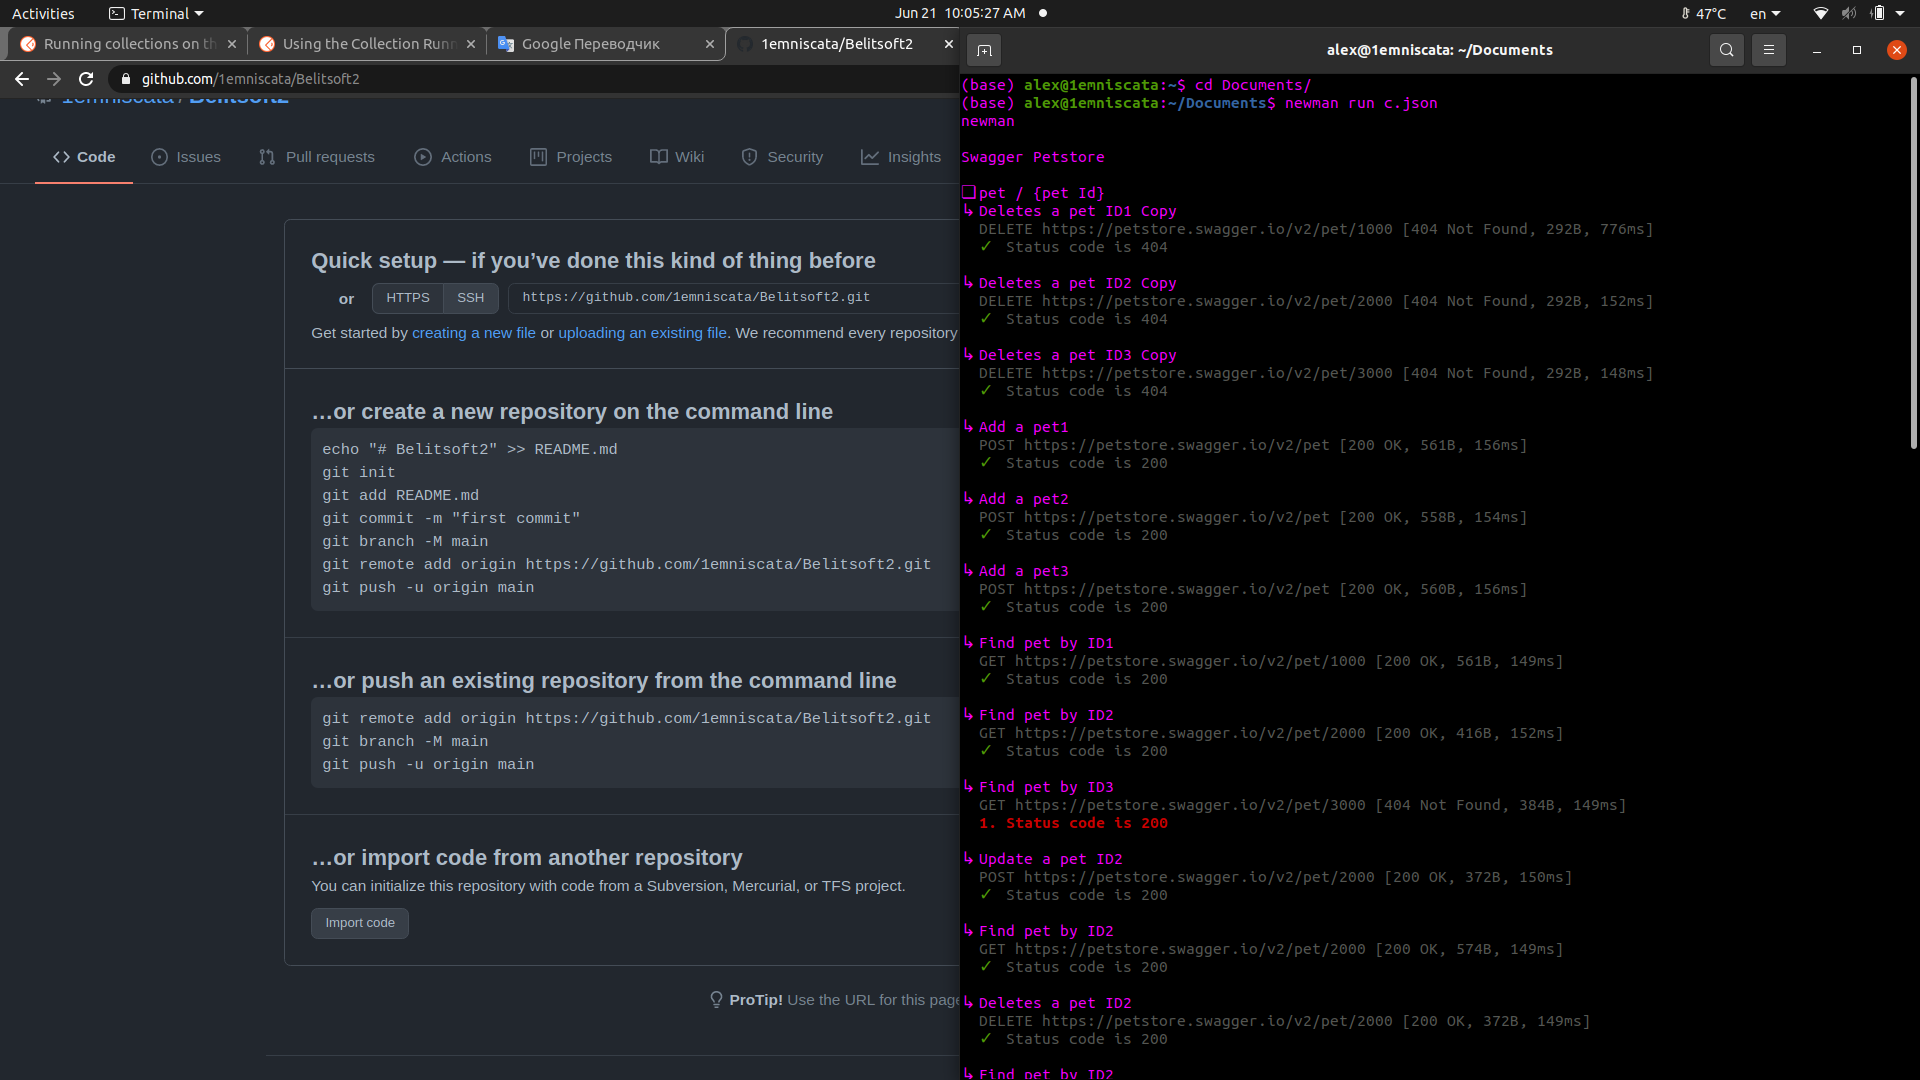 Activities
Terminal
Jun 21 10:05:27 AM
47°C
en
Running collections on th
Using the Collection Runn
Google Переводчик
1emniscata/Belitsoft2
github.com/1emniscata/Belitsoft2
1emniscata / Belitsoft2
Code
Issues
Pull requests
Actions
Projects
Wiki
Security
Insights
Quick setup — if you’ve done this kind of thing before
or
HTTPS
SSH
https://github.com/1emniscata/Belitsoft2.git
Get started by creating a new file or uploading an existing file. We recommend every repository
…or create a new repository on the command line
echo "# Belitsoft2" >> README.md
git init
git add README.md
git commit -m "first commit"
git branch -M main
git remote add origin https://github.com/1emniscata/Belitsoft2.git
git push -u origin main
…or push an existing repository from the command line
git remote add origin https://github.com/1emniscata/Belitsoft2.git
git branch -M main
git push -u origin main
…or import code from another repository
You can initialize this repository with code from a Subversion, Mercurial, or TFS project.
Import code
ProTip! Use the URL for this page
alex@1emniscata: ~/Documents
(base) alex@1emniscata:~$ cd Documents/
(base) alex@1emniscata:~/Documents$ newman run c.json
newman
Swagger Petstore
❏ pet / {pet Id}
↳ Deletes a pet ID1 Copy
DELETE https://petstore.swagger.io/v2/pet/1000 [404 Not Found, 292B, 776ms]
✓ Status code is 404
↳ Deletes a pet ID2 Copy
DELETE https://petstore.swagger.io/v2/pet/2000 [404 Not Found, 292B, 152ms]
✓ Status code is 404
↳ Deletes a pet ID3 Copy
DELETE https://petstore.swagger.io/v2/pet/3000 [404 Not Found, 292B, 148ms]
✓ Status code is 404
↳ Add a pet1
POST https://petstore.swagger.io/v2/pet [200 OK, 561B, 156ms]
✓ Status code is 200
↳ Add a pet2
POST https://petstore.swagger.io/v2/pet [200 OK, 558B, 154ms]
✓ Status code is 200
↳ Add a pet3
POST https://petstore.swagger.io/v2/pet [200 OK, 560B, 156ms]
✓ Status code is 200
↳ Find pet by ID1
GET https://petstore.swagger.io/v2/pet/1000 [200 OK, 561B, 149ms]
✓ Status code is 200
↳ Find pet by ID2
GET https://petstore.swagger.io/v2/pet/2000 [200 OK, 416B, 152ms]
✓ Status code is 200
↳ Find pet by ID3
GET https://petstore.swagger.io/v2/pet/3000 [404 Not Found, 384B, 149ms]
1. Status code is 200
↳ Update a pet ID2
POST https://petstore.swagger.io/v2/pet/2000 [200 OK, 372B, 150ms]
✓ Status code is 200
↳ Find pet by ID2
GET https://petstore.swagger.io/v2/pet/2000 [200 OK, 574B, 149ms]
✓ Status code is 200
↳ Deletes a pet ID2
DELETE https://petstore.swagger.io/v2/pet/2000 [200 OK, 372B, 149ms]
✓ Status code is 200
↳ Find pet by ID2